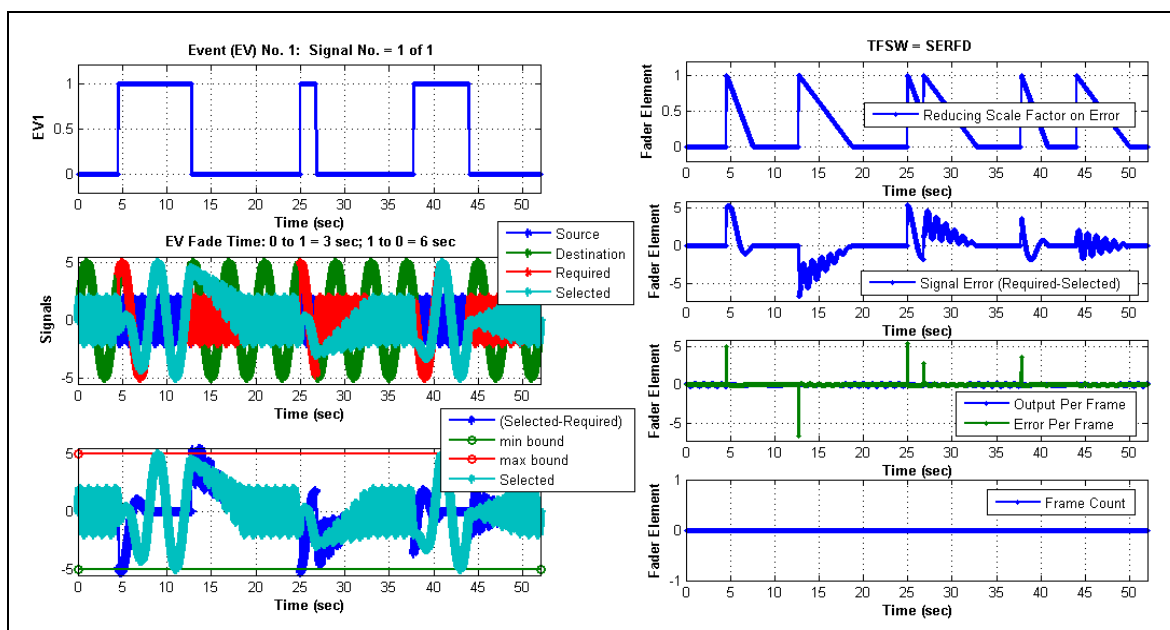 Event (EV) No. 1: Signal No. = 1 of 1
EV1
1
0.5
0
0 5 10 15 20 25 30 35 40 45 50
Time (sec)
EV Fade Time: 0 to 1 = 3 sec; 1 to 0 = 6 sec
Source
Destination
Required
Selected
Signals
5
0
-5
0 5 10 15 20 25 30 35 40 45 50
Time (sec)
(Selected-Required)
min bound
max bound
Selected
5
0
-5
0 5 10 15 20 25 30 35 40 45 50
Time (sec)
TFSW = SERFD
Fader Element
1
0.5
0
Reducing Scale Factor on Error
0 5 10 15 20 25 30 35 40 45 50
Time (sec)
Fader Element
5
0
-5
Signal Error (Required-Selected)
0 5 10 15 20 25 30 35 40 45 50
Time (sec)
Fader Element
5
0
-5
Output Per Frame
Error Per Frame
0 5 10 15 20 25 30 35 40 45 50
Time (sec)
Fader Element
1
0
-1
Frame Count
0 5 10 15 20 25 30 35 40 45 50
Time (sec)